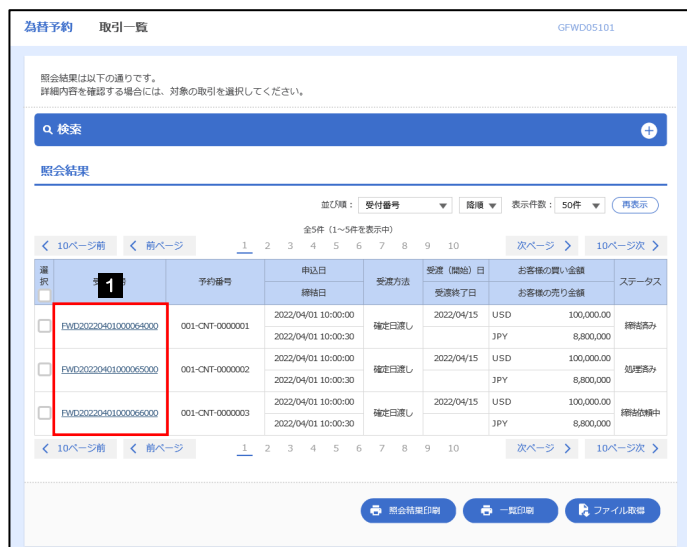 為替予約 取引一覧 GFWD05101
照会結果は以下の通りです。
詳細内容を確認する場合には、対象の取引を選択してください。
検索
照会結果
並び順： 受付番号 降順 表示件数： 50件 再表示
全5件（1～5件を表示中）
10ページ前 前ページ 1 2 3 4 5 6 7 8 9 10 次ページ 10ページ次
選択 1 予約番号 申込日 受渡方法 受渡（開始）日 お客様の買い金額 ステータス
締結日 受渡終了日 お客様の売り金額
FWD20220401000064000 001-CNT-0000001 2022/04/01 10:00:00 確定日渡し 2022/04/15 USD 100,000.00 締結済み
2022/04/01 10:00:30 JPY 8,800,000
FWD20220401000065000 001-CNT-0000002 2022/04/01 10:00:00 確定日渡し 2022/04/15 USD 100,000.00 処理済み
2022/04/01 10:00:30 JPY 8,800,000
FWD20220401000066000 001-CNT-0000003 2022/04/01 10:00:00 確定日渡し 2022/04/15 USD 100,000.00 締結依頼中
2022/04/01 10:00:30 JPY 8,800,000
10ページ前 前ページ 1 2 3 4 5 6 7 8 9 10 次ページ 10ページ次
照会結果印刷 一覧印刷 ファイル取得